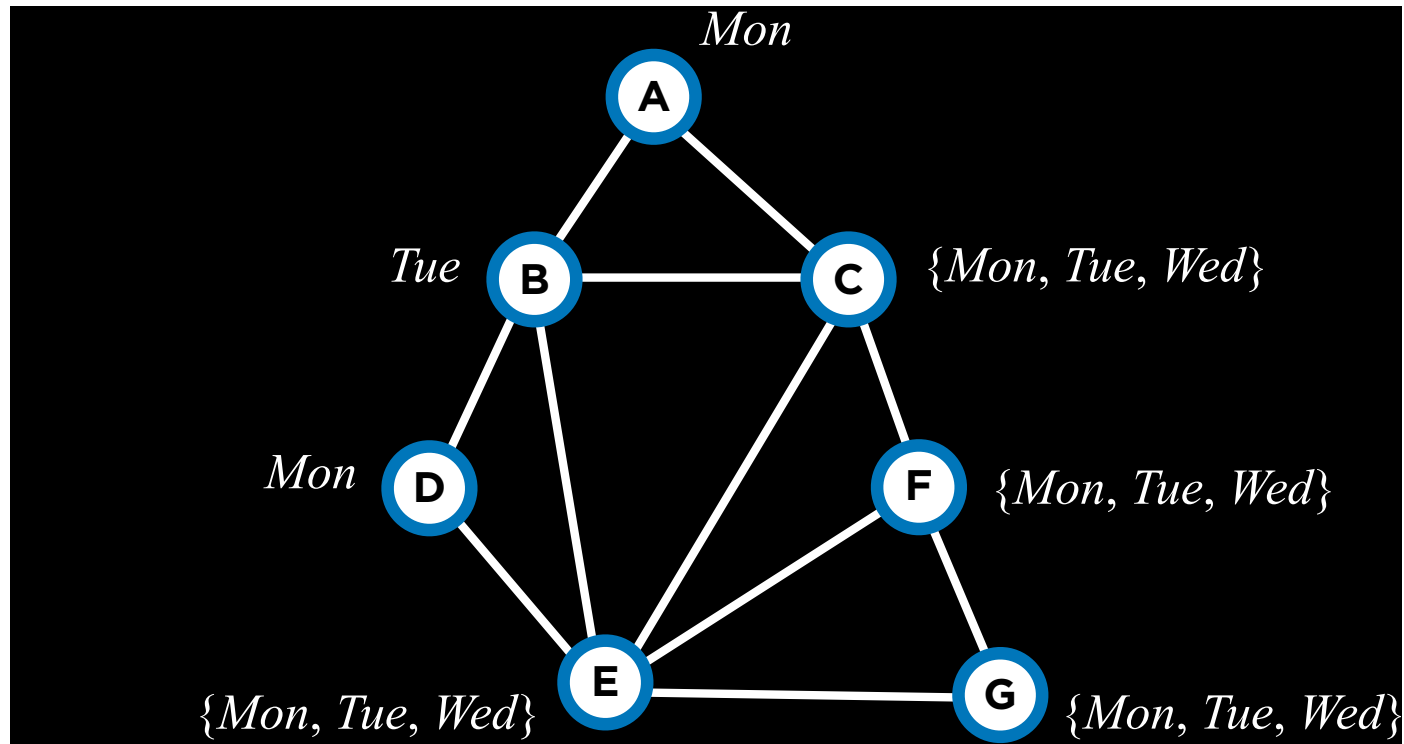 Mon
A
Tue
B
C
{Mon, Tue, Wed}
Mon
D
F
{Mon, Tue, Wed}
{Mon, Tue, Wed}
E
G
{Mon, Tue, Wed}